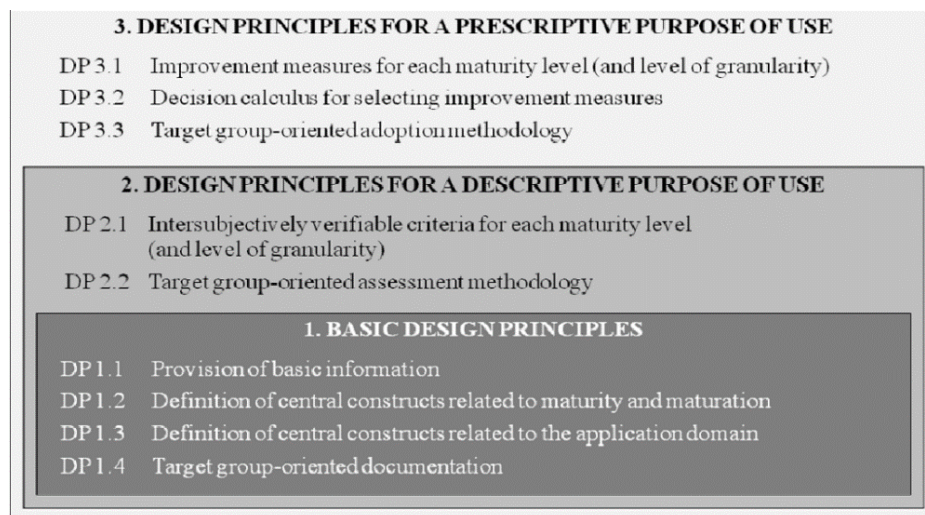 3. DESIGN PRINCIPLES FOR A PRESCRIPTIVE PURPOSE OF USE
DP 3.1 Improvement measures for each maturity level (and level of granularity)
DP 3.2 Decision calculus for selecting improvement measures
DP 3.3 Target group-oriented adoption methodology
2. DESIGN PRINCIPLES FOR A DESCRIPTIVE PURPOSE OF USE
DP 2.1 Intersubjectively verifiable criteria for each maturity level
(and level of granularity)
DP 2.2 Target group-oriented assessment methodology
1. BASIC DESIGN PRINCIPLES
DP 1.1 Provision of basic information
DP 1.2 Definition of central constructs related to maturity and maturation
DP 1.3 Definition of central constructs related to the application domain
DP 1.4 Target group-oriented documentation